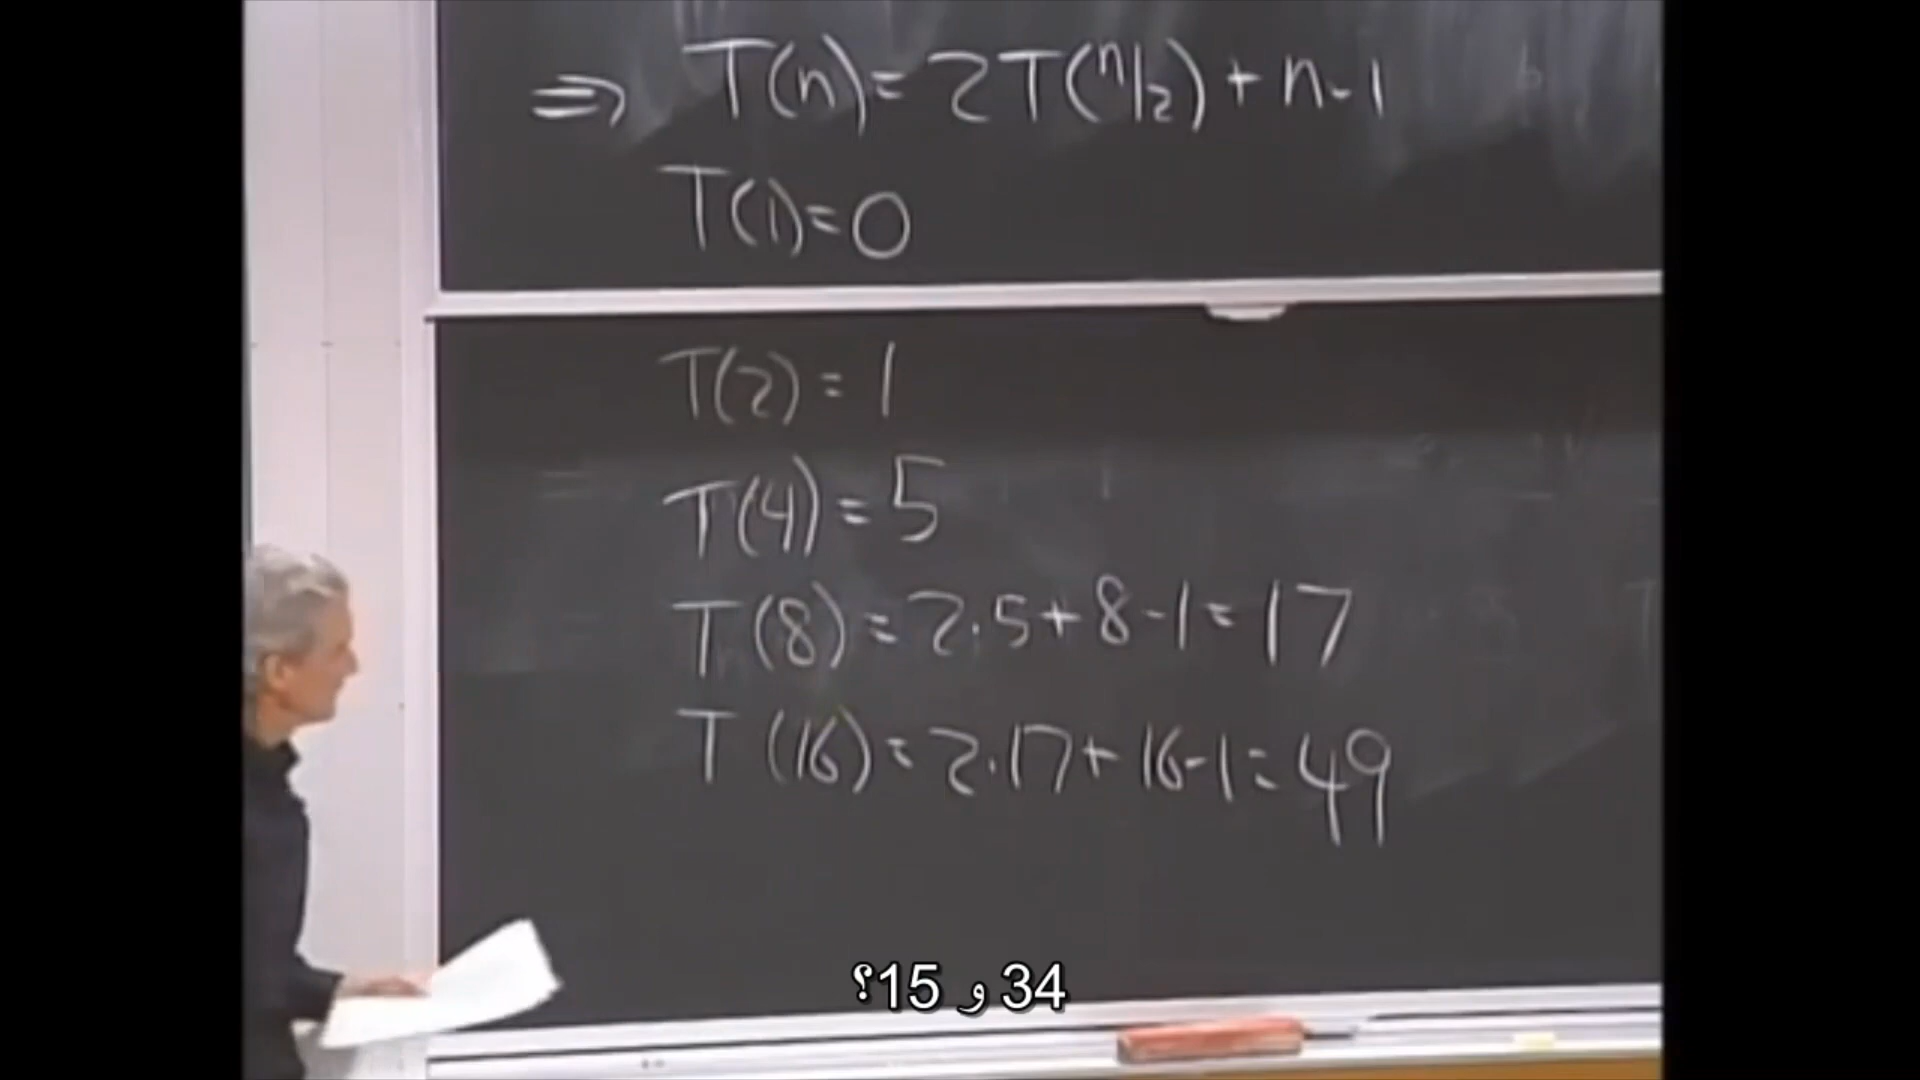 ⇒ T(n) = 2T(n/2) + n-1
T(1) = 0
T(2) = 1
T(4) = 5
T(8) = 2·5+8-1 = 17
T(16) = 2·17+16-1 = 49
34 و 15؟